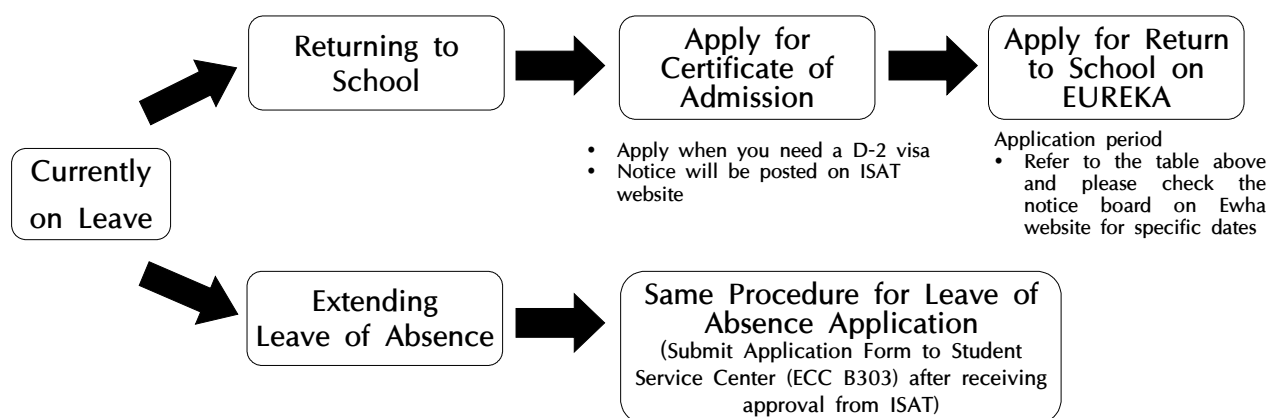 Currently
on Leave
Returning to
School
Apply for
Certificate of
Admission
• Apply when you need a D-2 visa
• Notice will be posted on ISAT
website
Apply for Return
to School on
EUREKA
Application period
• Refer to the table above
and please check the
notice board on Ewha
website for specific dates
Extending
Leave of Absence
Same Procedure for Leave of
Absence Application
(Submit Application Form to Student
Service Center (ECC B303) after receiving
approval from ISAT)